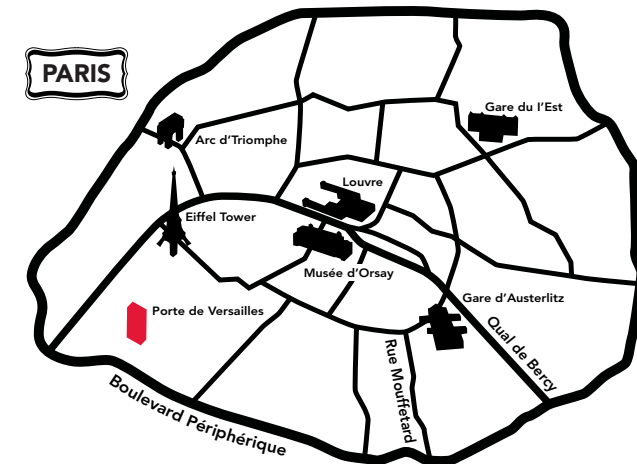 PARIS
Gare du l'Est
Arc d'Triomphe
Louvre
Eiffel Tower
Musée d'Orsay
Gare d'Austerlitz
Porte de Versailles
Quai de Bercy
Rue Mouffetard
Boulevard Périphérique